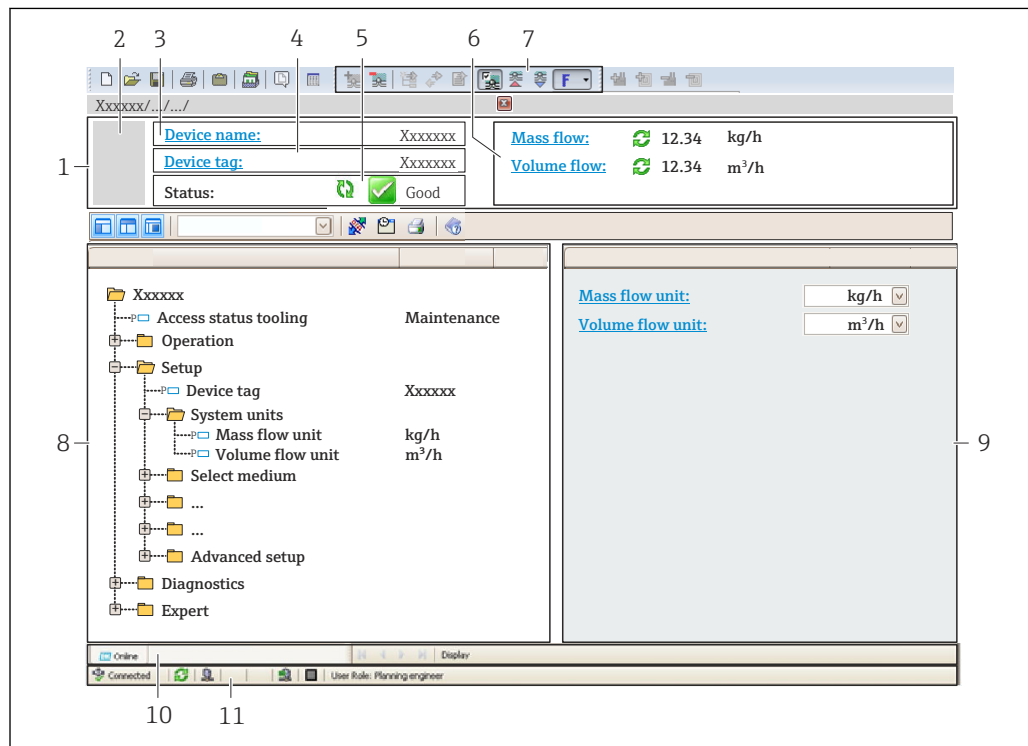 2 3 4 5 6 7
F
Xxxxxx/.../.../
Device name: Xxxxxxx
Mass flow: 12.34 kg/h
1
Device tag: Xxxxxxx
Volume flow: 12.34 m³/h
Status: Good
Xxxxxx
Access status tooling Maintenance
Operation
Setup
Device tag Xxxxxx
System units
Mass flow unit kg/h
Volume flow unit m³/h
Select medium
...
...
Advanced setup
Diagnostics
Expert
8
Mass flow unit: kg/h
Volume flow unit: m³/h
9
Online Display
Connected User Role: Planning engineer
10 11